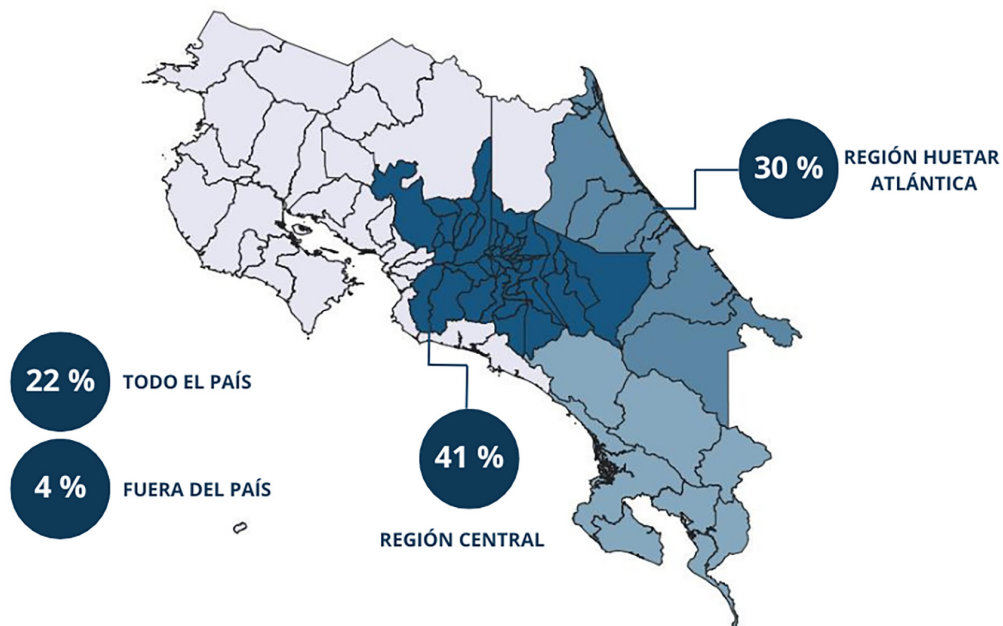 30 %
REGIÓN HUETAR
ATLÁNTICA
22 %
TODO EL PAÍS
4 %
FUERA DEL PAÍS
41 %
REGIÓN CENTRAL